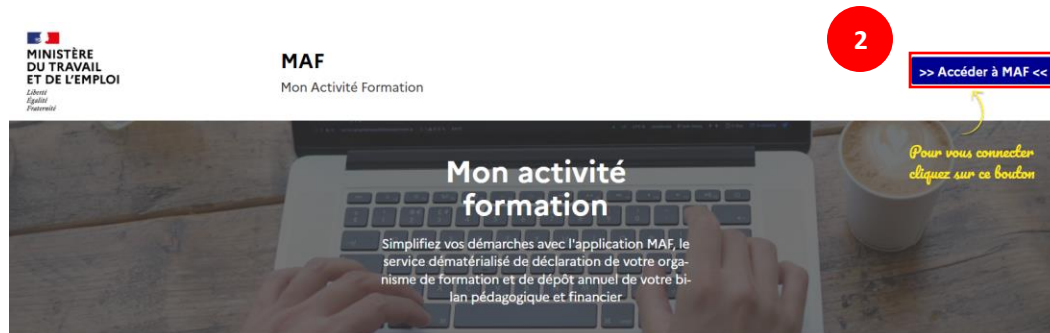 MINISTÈRE
DU TRAVAIL
ET DE L'EMPLOI
Liberté
Égalité
Fraternité
MAF
Mon Activité Formation
2
>> Accéder à MAF <<
Pour vous connecter
cliquez sur ce bouton
Mon activité
formation
Simplifiez vos démarches avec l'application MAF, le
service dématérialisé de déclaration de votre orga-
nisme de formation et de dépôt annuel de votre bi-
lan pédagogique et financier